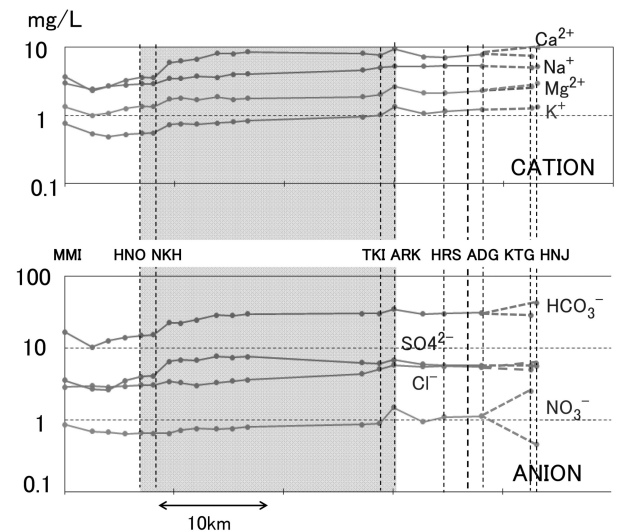 mg/L
10
1
0.1
Ca²⁺
Na⁺
Mg²⁺
K⁺
CATION
MMI HNO NKH TKI ARK HRS ADG KTG HNJ
100
10
1
0.1
HCO₃⁻
SO4²⁻
Cl⁻
NO₃⁻
ANION
10km